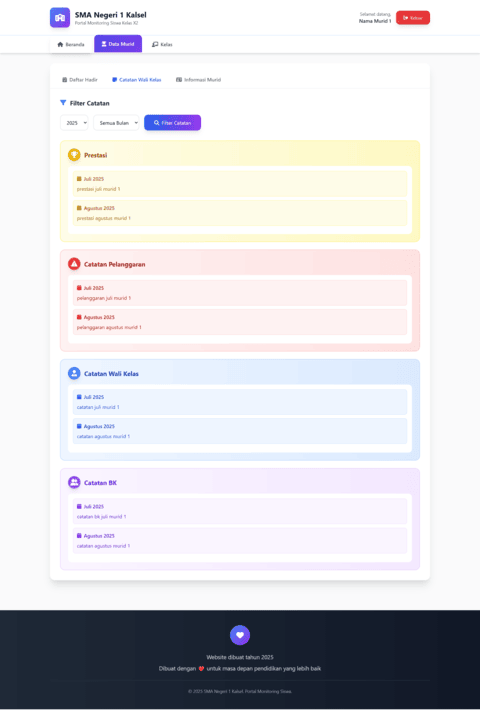 SMA Negeri 1 Kalsel
Portal Monitoring Siswa Kelas X2
Selamat datang,
Nama Murid 1
Keluar
Beranda
Data Murid
Kelas
Daftar Hadir
Catatan Wali Kelas
Informasi Murid
Filter Catatan
2025
Semua Bulan
Filter Catatan
Prestasi
Juli 2025
prestasi juli murid 1
Agustus 2025
prestasi agustus murid 1
Catatan Pelanggaran
Juli 2025
pelanggaran juli murid 1
Agustus 2025
pelanggaran agustus murid 1
Catatan Wali Kelas
Juli 2025
catatan juli murid 1
Agustus 2025
catatan agustus murid 1
Catatan BK
Juli 2025
catatan bk juli murid 1
Agustus 2025
catatan agustus murid 1
Website dibuat tahun 2025
Dibuat dengan ❤ untuk masa depan pendidikan yang lebih baik
© 2025 SMA Negeri 1 Kalsel. Portal Monitoring Siswa.